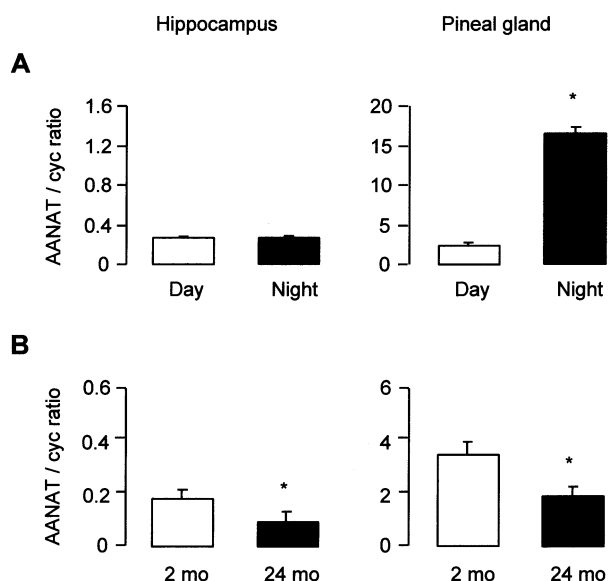 Hippocampus Pineal gland
A
AANAT / cyc ratio
1.6
1.2
0.8
0.4
0
Day Night
20
15
10
5
0
*
Day Night
B
AANAT / cyc ratio
0.6
0.4
0.2
0
*
2 mo 24 mo
6
4
2
0
*
2 mo 24 mo